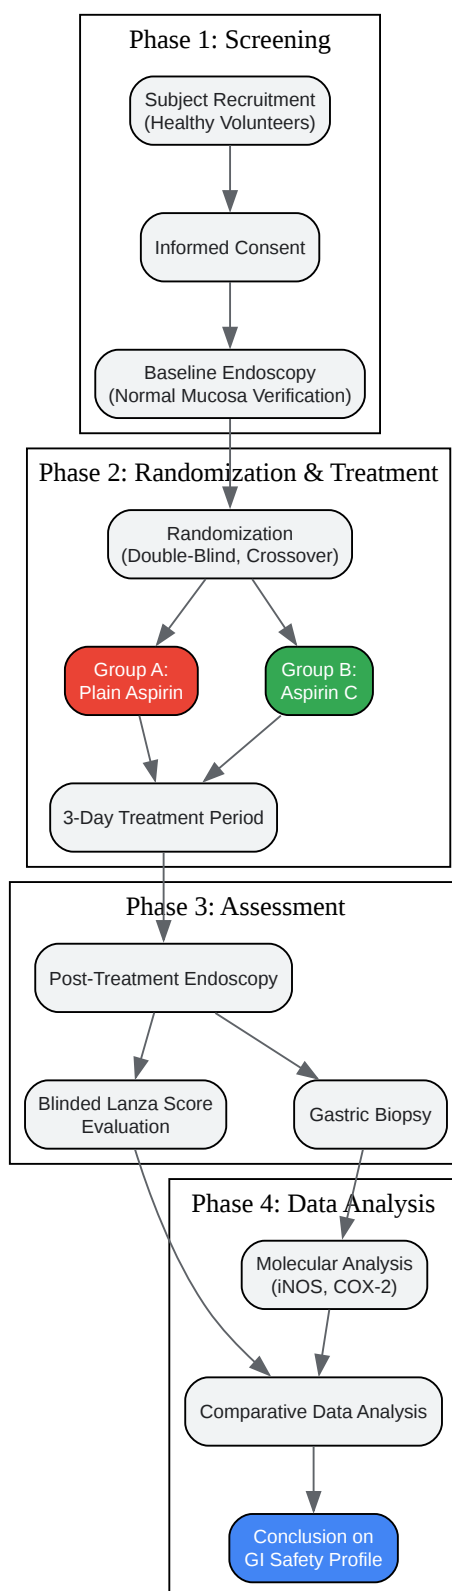 Phase 1: Screening
Subject Recruitment
(Healthy Volunteers)
Informed Consent
Baseline Endoscopy
(Normal Mucosa Verification)
Phase 2: Randomization & Treatment
Randomization
(Double-Blind, Crossover)
Group A:
Plain Aspirin
Group B:
Aspirin C
3-Day Treatment Period
Phase 3: Assessment
Post-Treatment Endoscopy
Blinded Lanza Score
Evaluation
Gastric Biopsy
Phase 4: Data Analysis
Molecular Analysis
(iNOS, COX-2)
Comparative Data Analysis
Conclusion on
GI Safety Profile